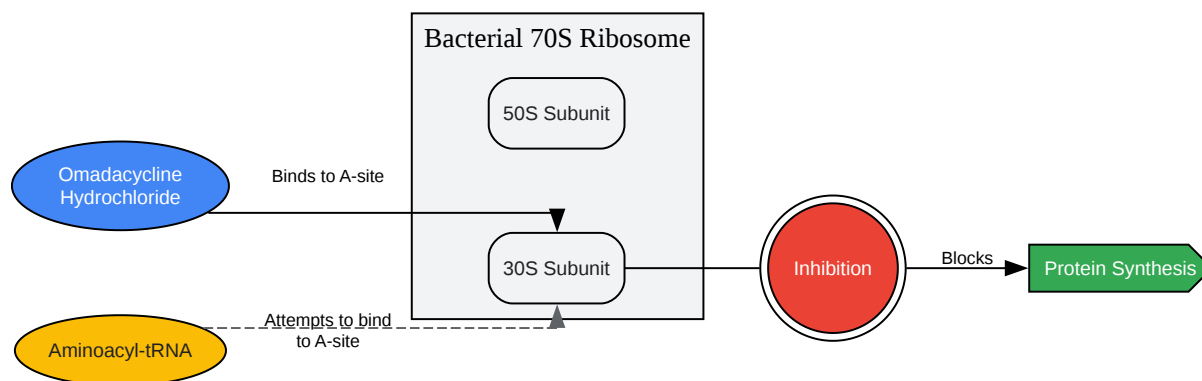 Bacterial 70S Ribosome
50S Subunit
Omadacycline
Hydrochloride
Binds to A-site
30S Subunit
Inhibition
Blocks
Protein Synthesis
Attempts to bind
to A-site
Aminoacyl-tRNA